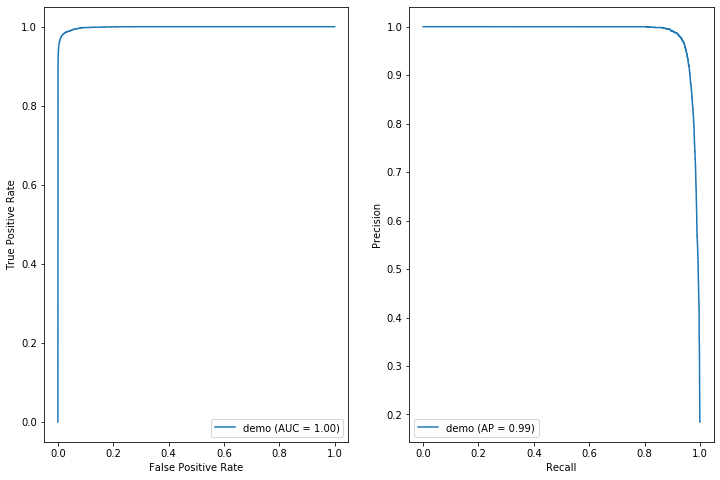 1.0
0.8
0.6
0.4
0.2
0.0
True Positive Rate
0.0 0.2 0.4 0.6 0.8 1.0
False Positive Rate
demo (AUC = 1.00)
1.0
0.9
0.8
0.7
0.6
0.5
0.4
0.3
0.2
Precision
0.0 0.2 0.4 0.6 0.8 1.0
Recall
demo (AP = 0.99)